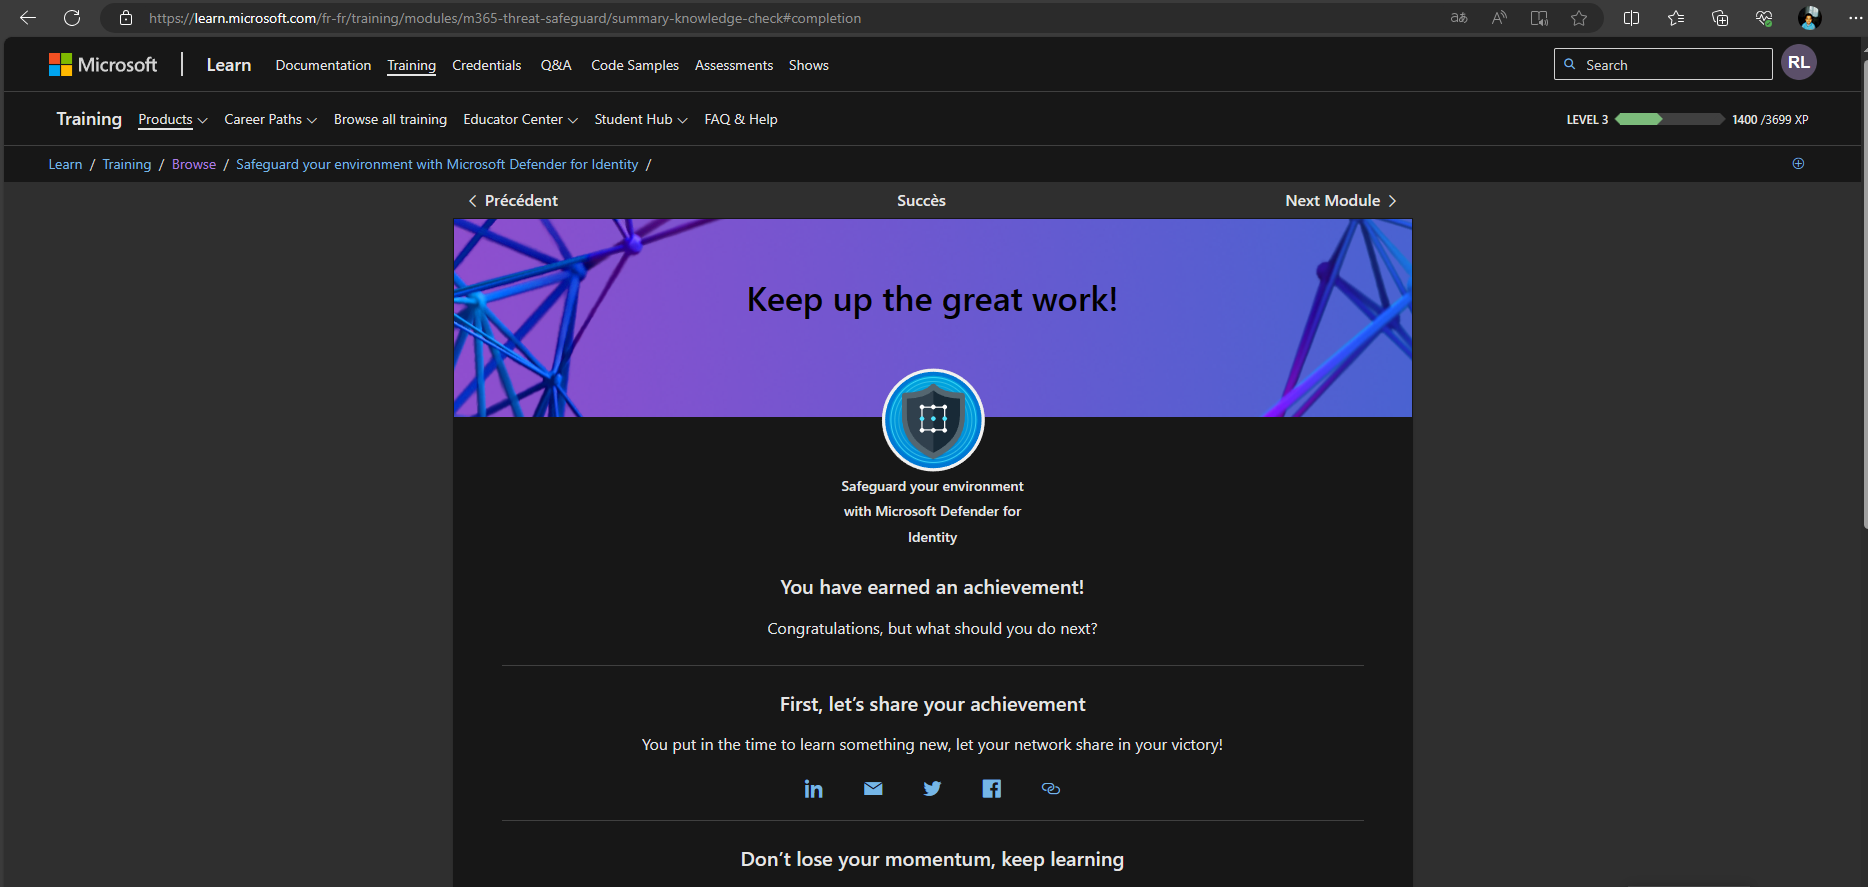 https://learn.microsoft.com/fr-fr/training/modules/m365-threat-safeguard/summary-knowledge-check#completion
Microsoft Learn Documentation Training Credentials Q&A Code Samples Assessments Shows Search RL
Training Products Career Paths Browse all training Educator Center Student Hub FAQ & Help LEVEL 3 1400 /3699 XP
Learn / Training / Browse / Safeguard your environment with Microsoft Defender for Identity /
Précédent Succès Next Module
Keep up the great work!
Safeguard your environment
with Microsoft Defender for
Identity
You have earned an achievement!
Congratulations, but what should you do next?
First, let’s share your achievement
You put in the time to learn something new, let your network share in your victory!
Don’t lose your momentum, keep learning